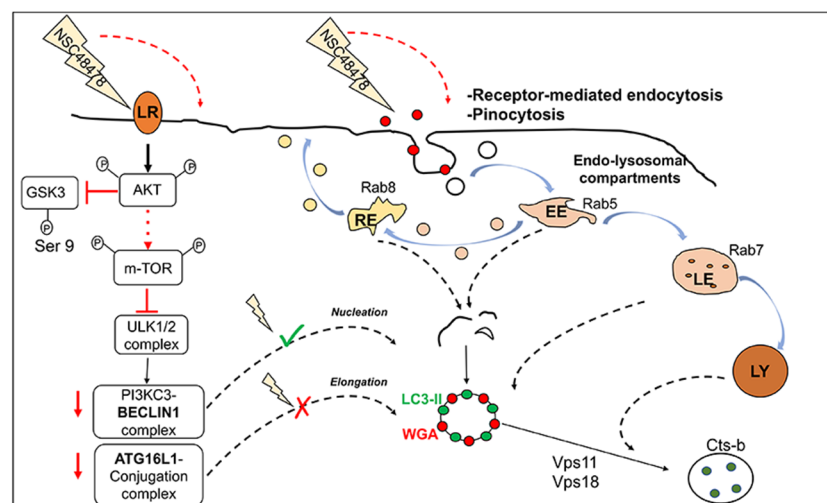 NSC48478
NSC48478
LR
-Receptor-mediated endocytosis
-Pinocytosis
Endo-lysosomal
compartments
P
P
AKT
GSK3
P
Ser 9
P
P
m-TOR
ULK1/2
complex
PI3KC3-
BECLIN1
complex
ATG16L1-
Conjugation
complex
Nucleation
Elongation
Rab8
RE
EE
Rab5
Rab7
LE
LY
LC3-II
WGA
Vps11
Vps18
Cts-b